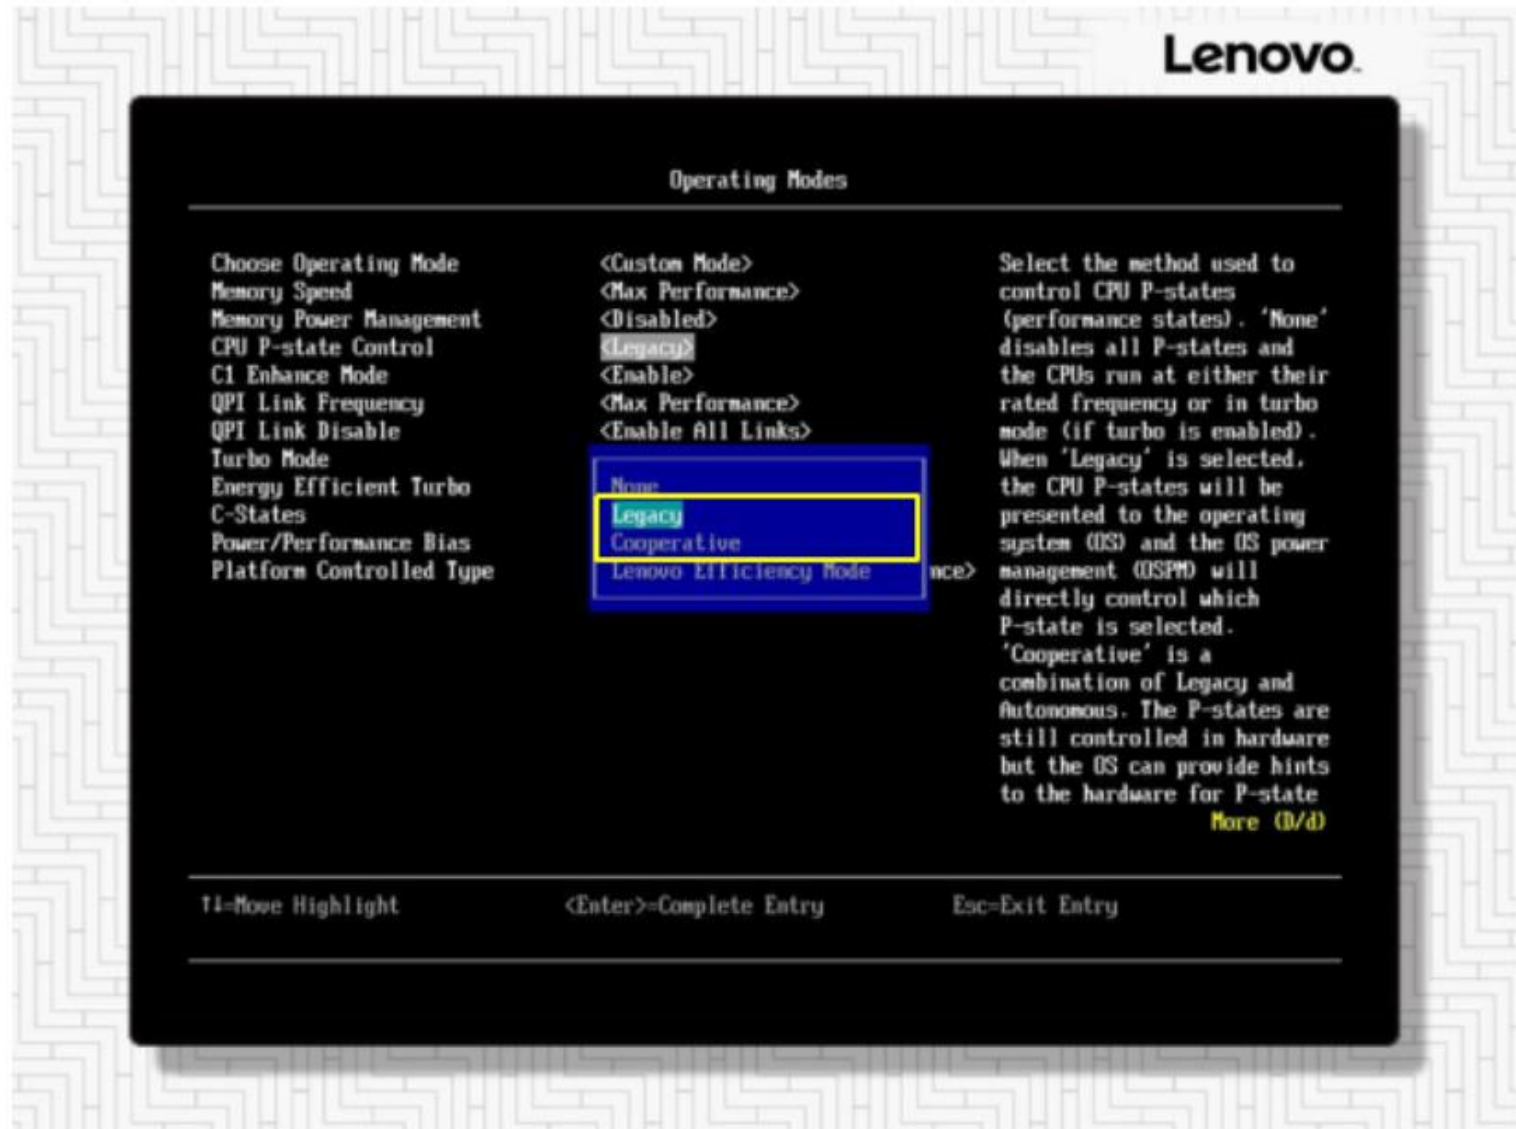 Lenovo
Operating Modes
Choose Operating Mode <Custom Mode>
Memory Speed <Max Performance>
Memory Power Management <Disabled>
CPU P-state Control <Legacy>
C1 Enhance Mode <Enable>
QPI Link Frequency <Max Performance>
QPI Link Disable <Enable All Links>
Turbo Mode
Energy Efficient Turbo
C-States
Power/Performance Bias
Platform Controlled Type nce>
None
Legacy
Cooperative
Lenovo Efficiency Mode
Select the method used to
control CPU P-states
(performance states). 'None'
disables all P-states and
the CPUs run at either their
rated frequency or in turbo
mode (if turbo is enabled).
When 'Legacy' is selected,
the CPU P-states will be
presented to the operating
system (OS) and the OS power
management (OSPM) will
directly control which
P-state is selected.
'Cooperative' is a
combination of Legacy and
Autonomous. The P-states are
still controlled in hardware
but the OS can provide hints
to the hardware for P-state
More (D/d)
↑↓=Move Highlight <Enter>=Complete Entry Esc=Exit Entry